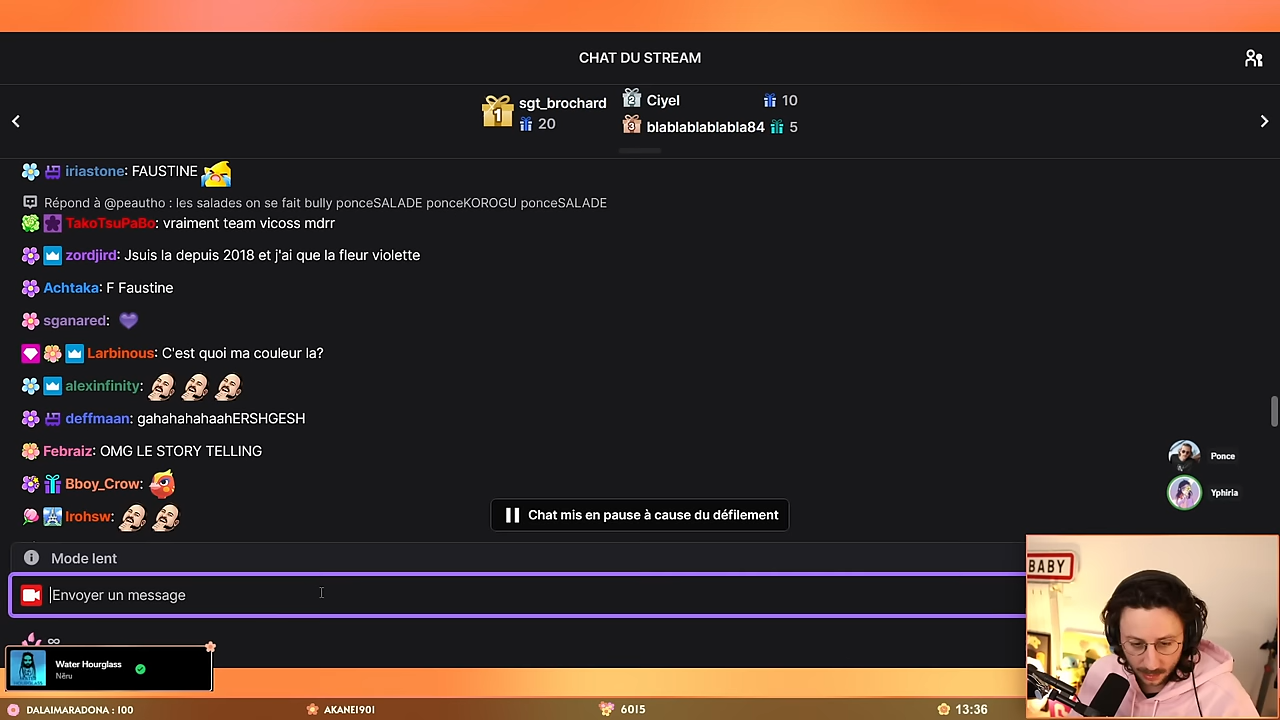 CHAT DU STREAM
1 sgt_brochard 20
2 Ciyel 10
3 blablablablabla84 5
iriastone: FAUSTINE
Répond à @peautho : les salades on se fait bully ponceSALADE ponceKOROGU ponceSALADE
TakoTsuPaBo: vraiment team vicoss mdrr
zordjird: Jsuis la depuis 2018 et j'ai que la fleur violette
Achtaka: F Faustine
sganared:
Larbinous: C'est quoi ma couleur la?
alexinfinity:
deffmaan: gahahahahaahERSHGESH
Febraiz: OMG LE STORY TELLING
Ponce
Bboy_Crow:
Yphiria
Irohsw:
Chat mis en pause à cause du défilement
Mode lent
Envoyer un message
BABY
∞
Water Hourglass
Nēru
DALAIMARADONA : 100
AKANE1901
6015
13:36